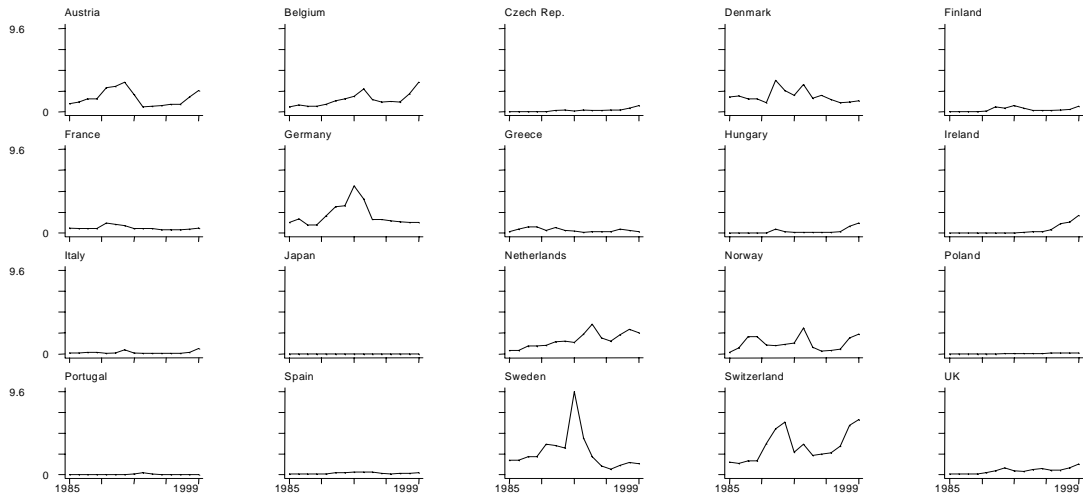 Austria Belgium Czech Rep. Denmark Finland
9.6
0
France Germany Greece Hungary Ireland
9.6
0
Italy Japan Netherlands Norway Poland
9.6
0
Portugal Spain Sweden Switzerland UK
9.6
0
1985 1999 1985 1999 1985 1999 1985 1999 1985 1999